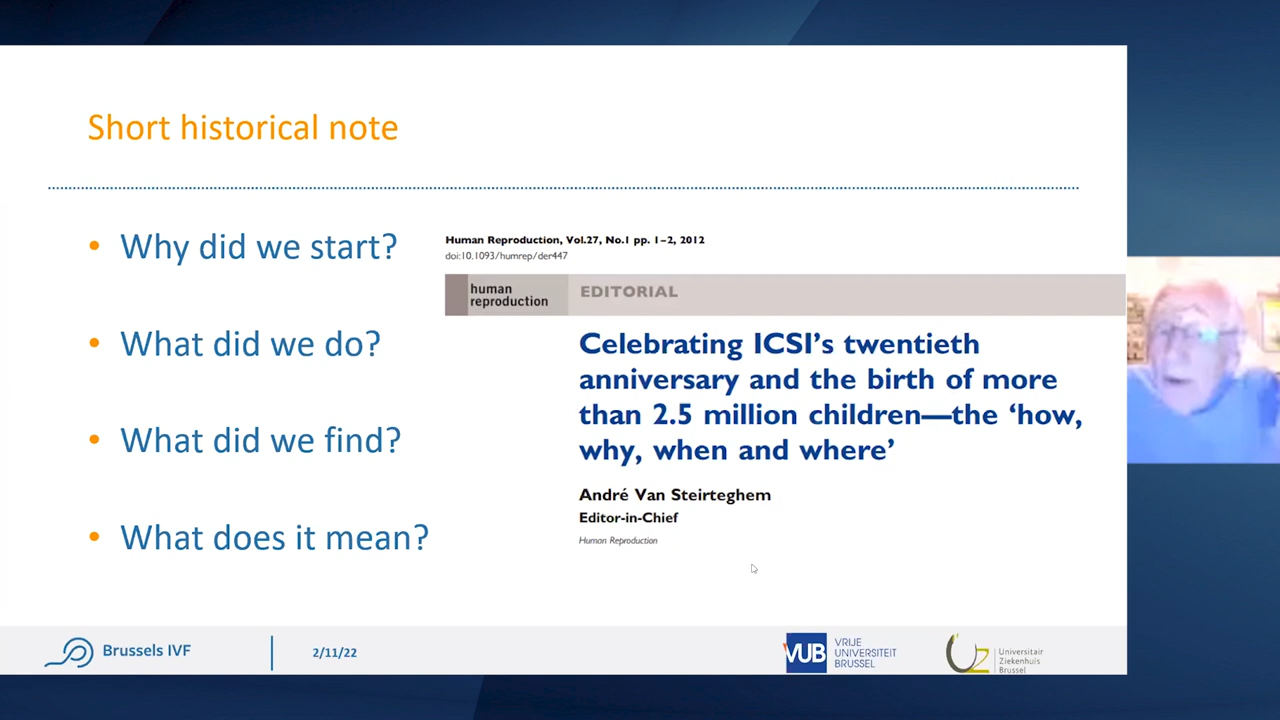 Short historical note
• Why did we start?
• What did we do?
• What did we find?
• What does it mean?
Human Reproduction, Vol.27, No.1 pp. 1–2, 2012
doi:10.1093/humrep/der447
human
reproduction
EDITORIAL
Celebrating ICSI’s twentieth
anniversary and the birth of more
than 2.5 million children—the ‘how,
why, when and where’
André Van Steirteghem
Editor-in-Chief
Human Reproduction
Brussels IVF
2/11/22
VUB
VRIJE
UNIVERSITEIT
BRUSSEL
UZ
Universitair
Ziekenhuis
Brussel